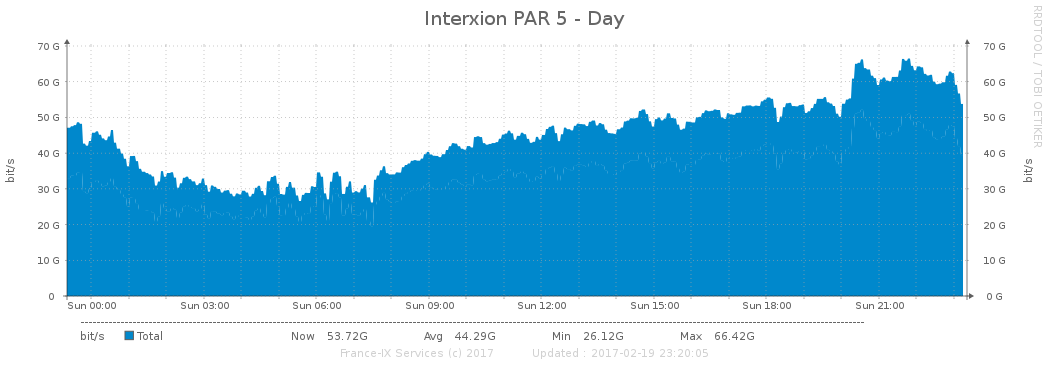 Interxion PAR 5 - Day
RRDTOOL / TOBI OETIKER
bit/s
70 G
60 G
50 G
40 G
30 G
20 G
10 G
0
70 G
60 G
50 G
40 G
30 G
20 G
10 G
0 G
bit/s
Sun 00:00 Sun 03:00 Sun 06:00 Sun 09:00 Sun 12:00 Sun 15:00 Sun 18:00 Sun 21:00
bit/s Total Now 53.72G Avg 44.29G Min 26.12G Max 66.42G
France-IX Services (c) 2017 Updated : 2017-02-19 23:20:05